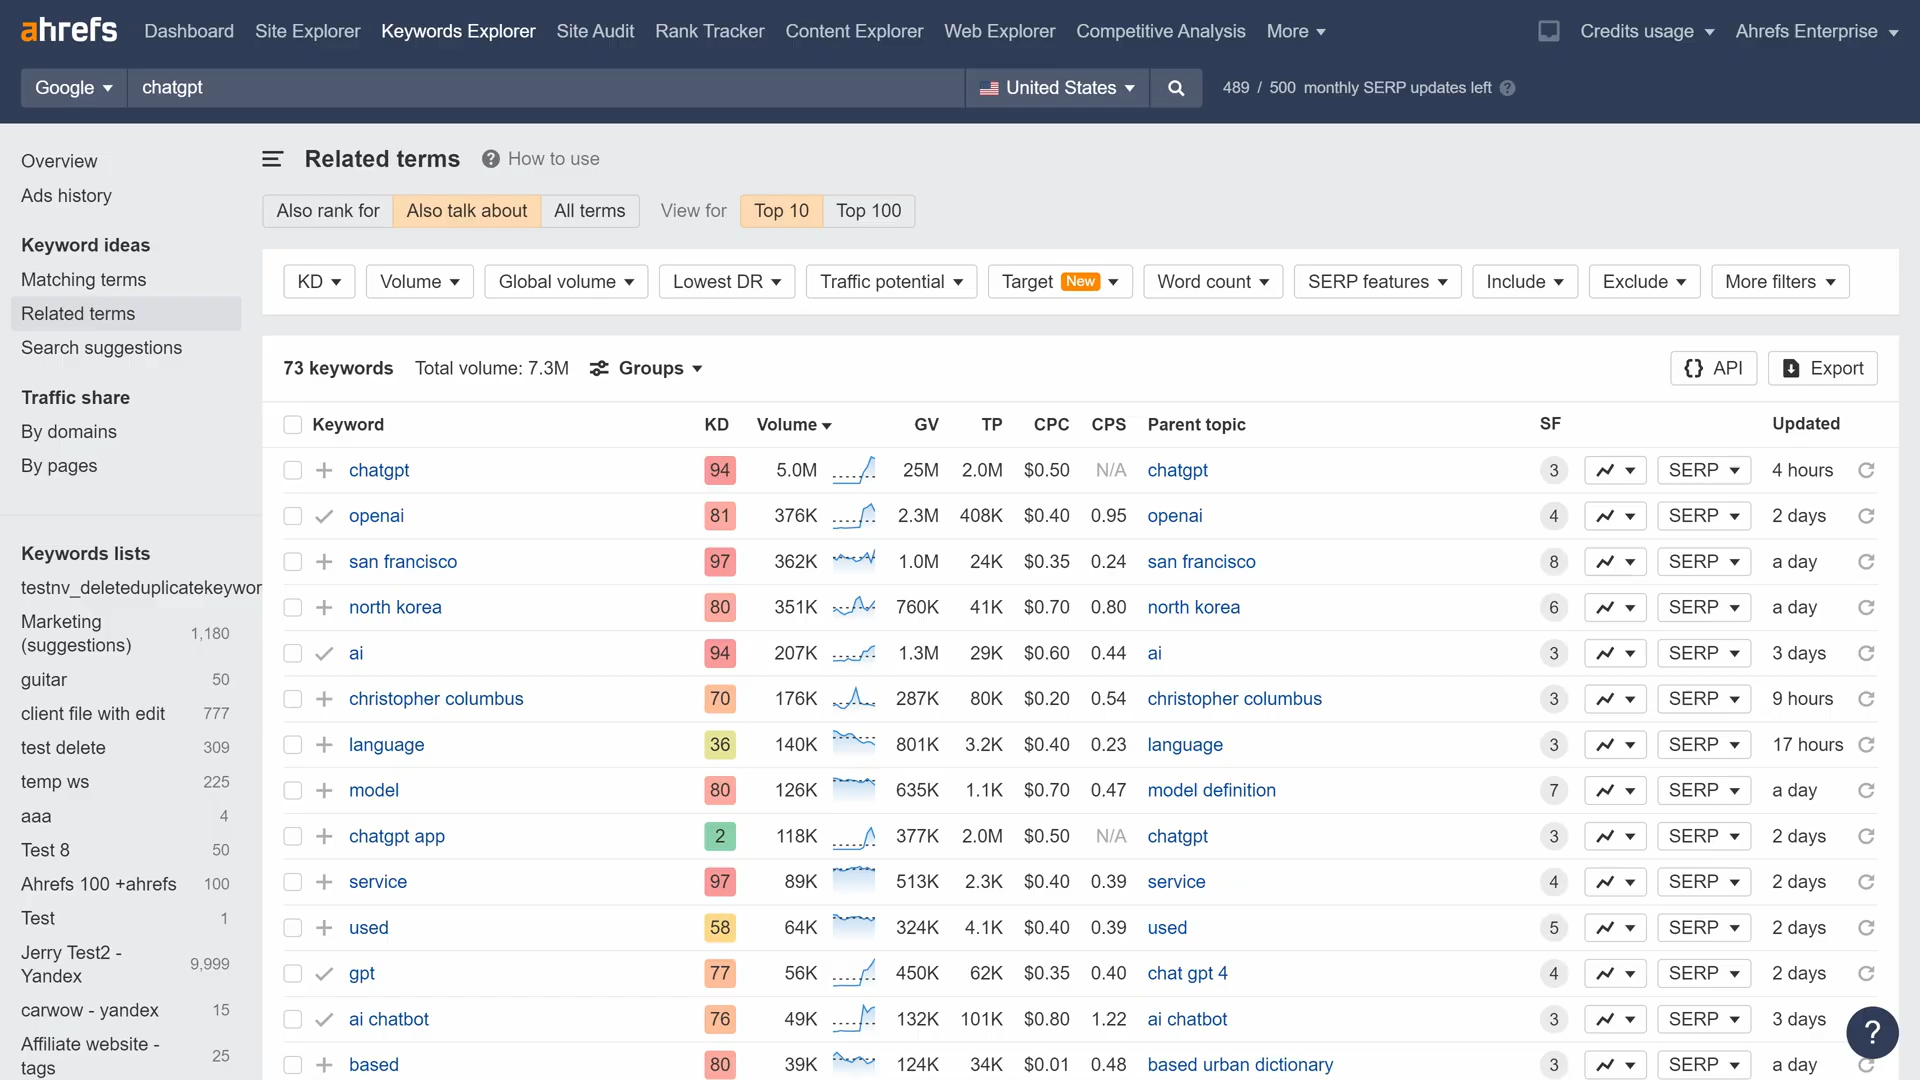 ahrefs Dashboard Site Explorer Keywords Explorer Site Audit Rank Tracker Content Explorer Web Explorer Competitive Analysis More Credits usage Ahrefs Enterprise
Google chatgpt United States 489 / 500 monthly SERP updates left ?
Overview
Ads history
Keyword ideas
Matching terms
Related terms
Search suggestions
Traffic share
By domains
By pages
Keywords lists
testnv_deleteduplicatekeywor
Marketing
(suggestions) 1,180
guitar 50
client file with edit 777
test delete 309
temp ws 225
aaa 4
Test 8 50
Ahrefs 100 +ahrefs 100
Test 1
Jerry Test2 -
Yandex 9,999
carwow - yandex 15
Affiliate website -
tags 25
Related terms ? How to use
Also rank for Also talk about All terms View for Top 10 Top 100
KD Volume Global volume Lowest DR Traffic potential Target New Word count SERP features Include Exclude More filters
73 keywords Total volume: 7.3M Groups {} API Export
Keyword KD Volume GV TP CPC CPS Parent topic SF Updated
chatgpt 94 5.0M 25M 2.0M $0.50 N/A chatgpt 3 SERP 4 hours
openai 81 376K 2.3M 408K $0.40 0.95 openai 4 SERP 2 days
san francisco 97 362K 1.0M 24K $0.35 0.24 san francisco 8 SERP a day
north korea 80 351K 760K 41K $0.70 0.80 north korea 6 SERP a day
ai 94 207K 1.3M 29K $0.60 0.44 ai 3 SERP 3 days
christopher columbus 70 176K 287K 80K $0.20 0.54 christopher columbus 3 SERP 9 hours
language 36 140K 801K 3.2K $0.40 0.23 language 3 SERP 17 hours
model 80 126K 635K 1.1K $0.70 0.47 model definition 7 SERP a day
chatgpt app 2 118K 377K 2.0M $0.50 N/A chatgpt 3 SERP 2 days
service 97 89K 513K 2.3K $0.40 0.39 service 4 SERP 2 days
used 58 64K 324K 4.1K $0.40 0.39 used 5 SERP 2 days
gpt 77 56K 450K 62K $0.35 0.40 chat gpt 4 4 SERP 2 days
ai chatbot 76 49K 132K 101K $0.80 1.22 ai chatbot 3 SERP 3 days
based 80 39K 124K 34K $0.01 0.48 based urban dictionary 3 SERP a day
?